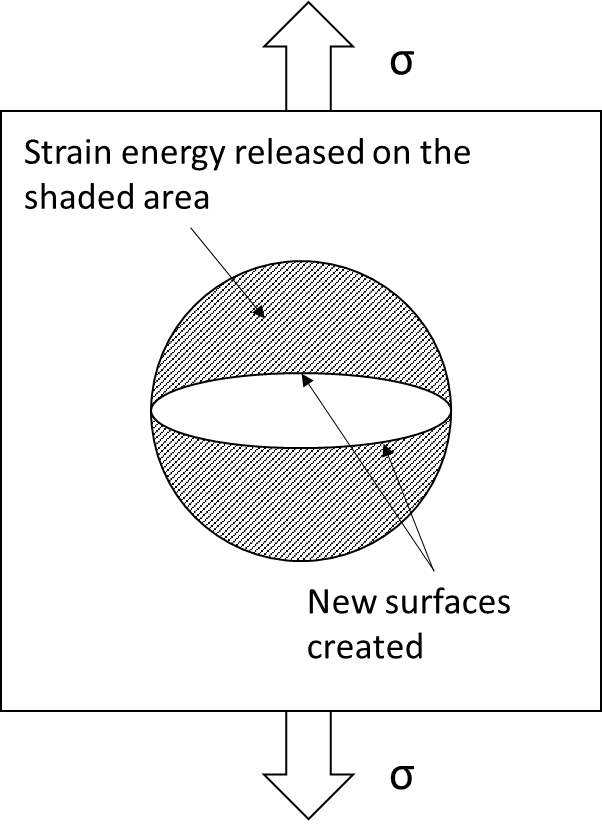 σ
Strain energy released on the
shaded area
New surfaces
created
σ